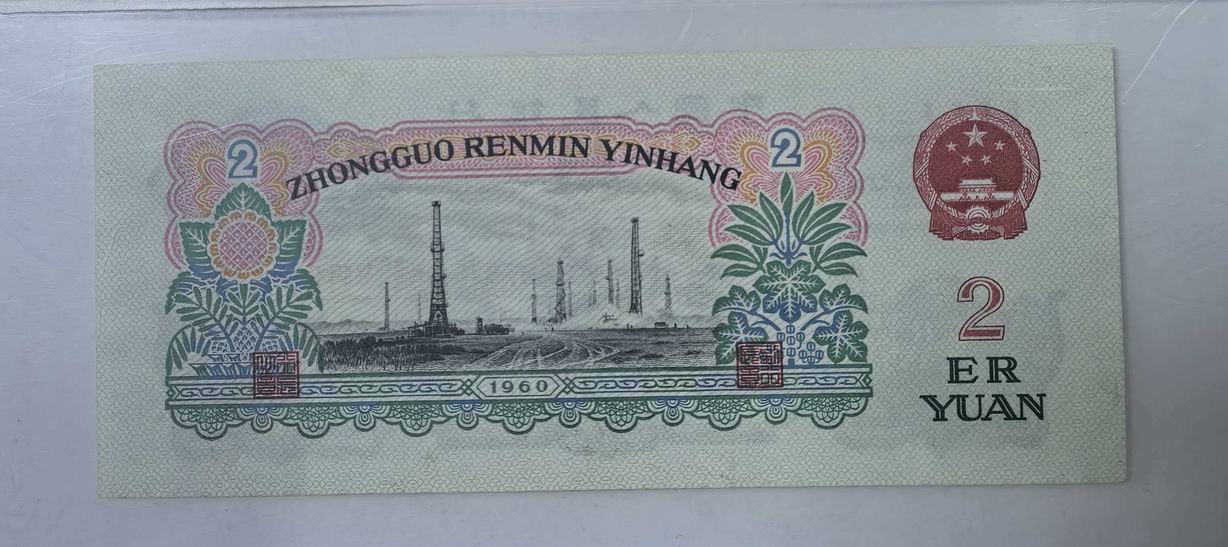 ZHONGGUO RENMIN YINHANG
2
2
1960
2
ER
YUAN